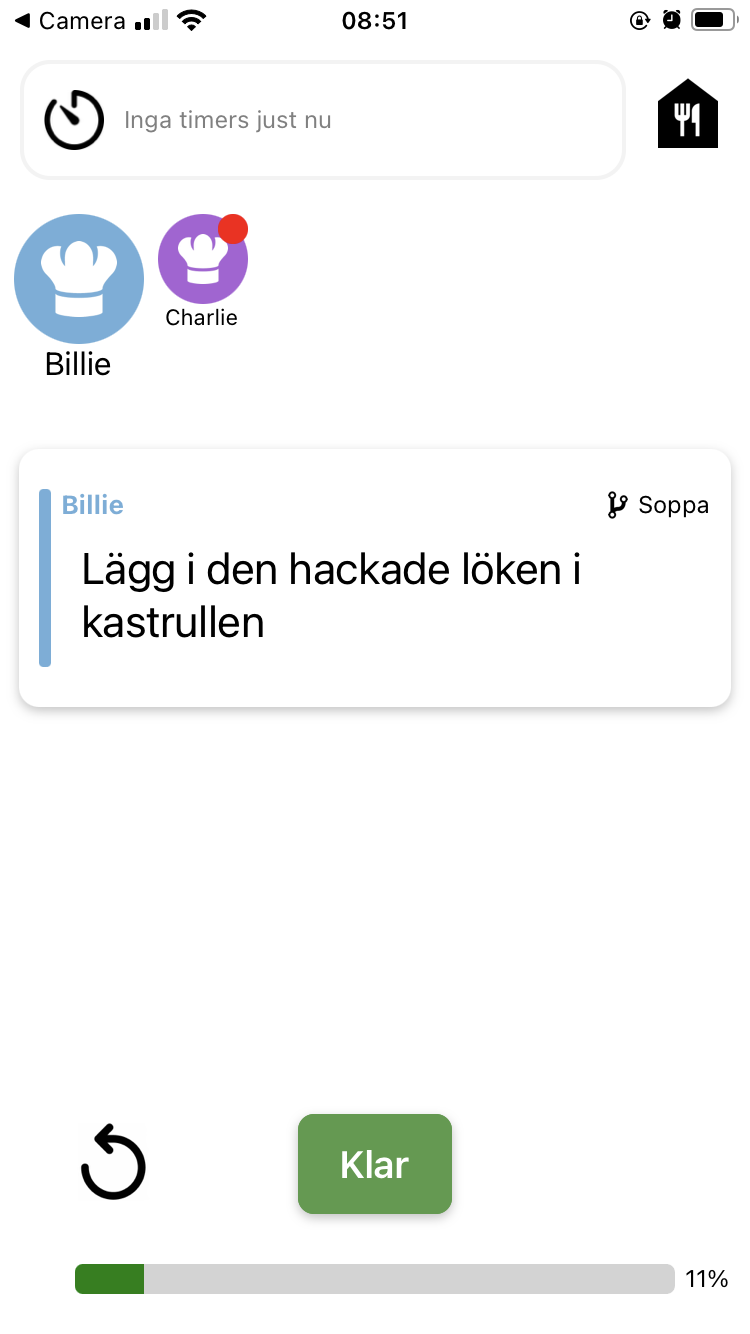 Camera
08:51
Inga timers just nu
Charlie
Billie
Billie
Soppa
Lägg i den hackade löken i
kastrullen
Klar
11%